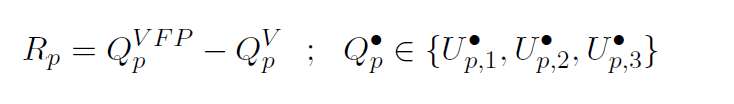 R_p = Q_p^{VFP} − Q_p^V ; Q_p^• ∈ {U_{p,1}^•, U_{p,2}^•, U_{p,3}^•}